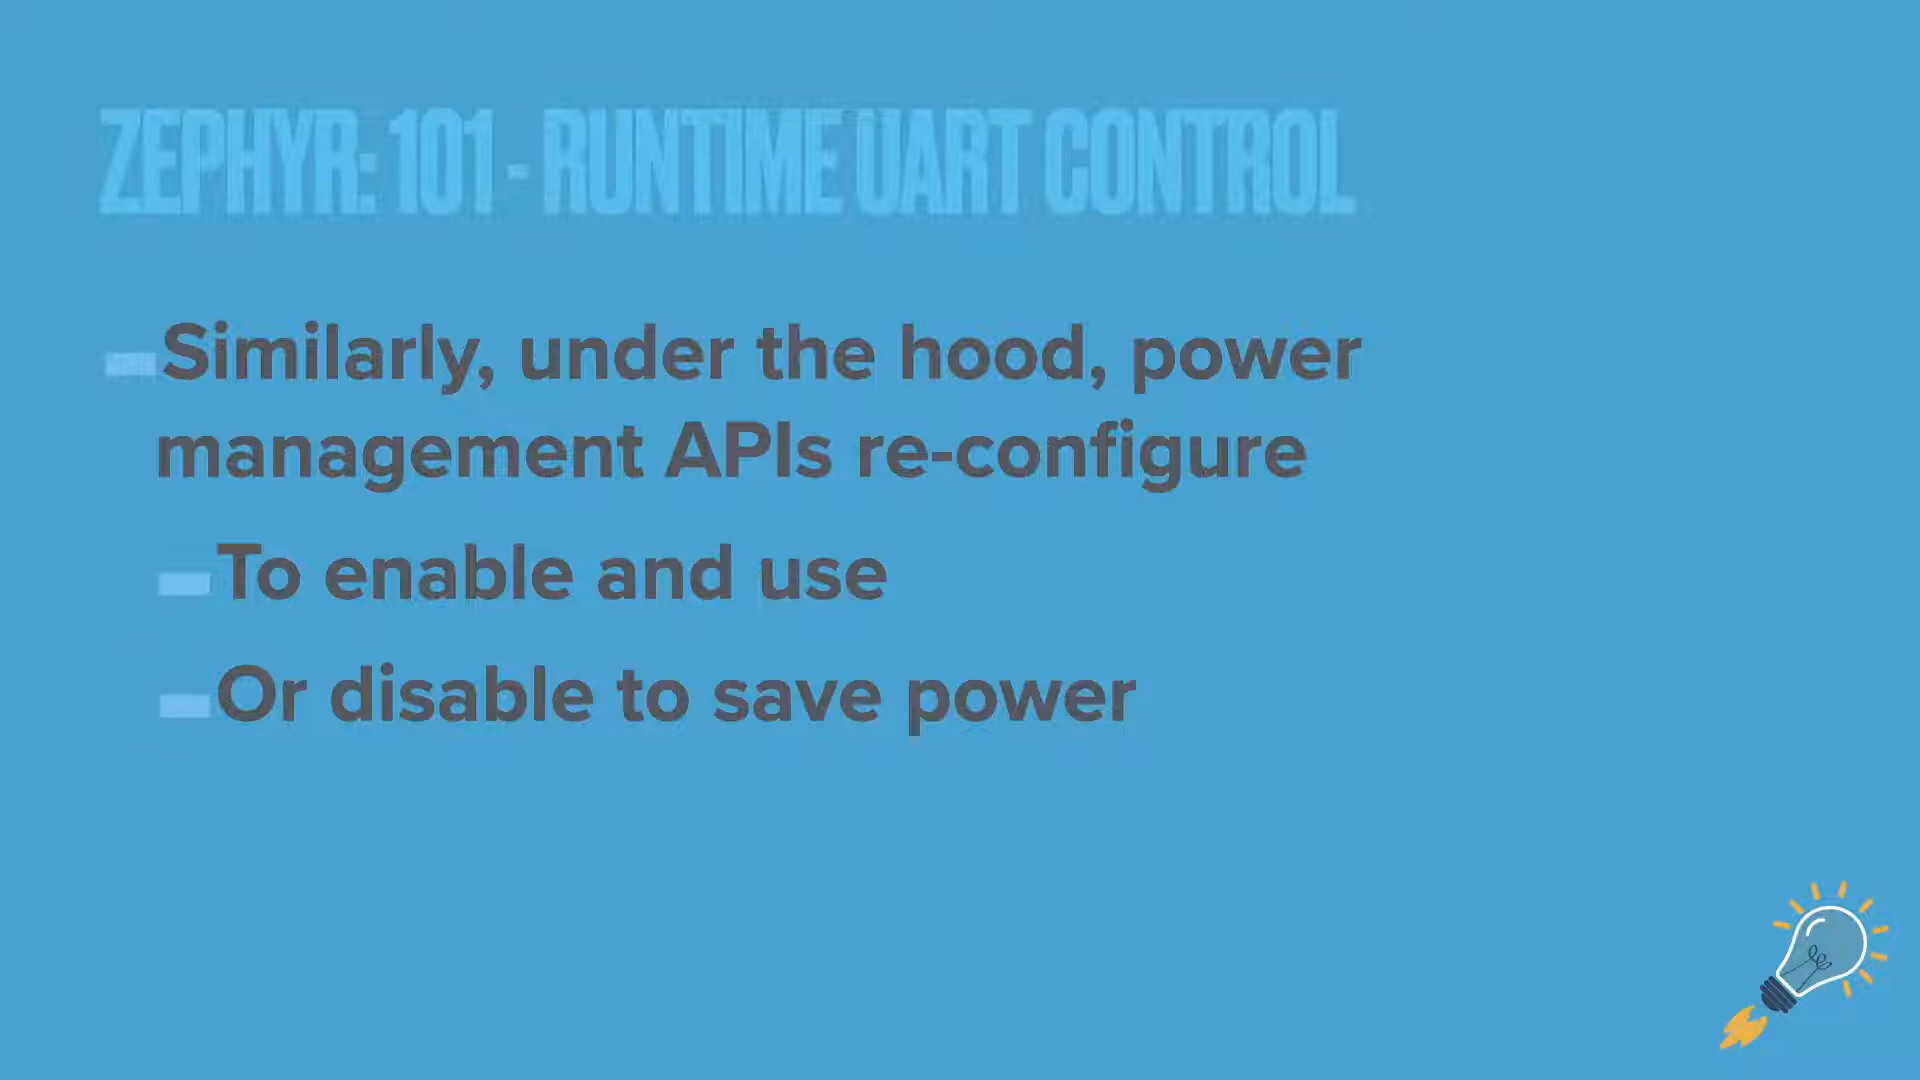 ZEPHYR: 101 - RUNTIME UART CONTROL
Similarly, under the hood, power
management APIs re-configure
To enable and use
Or disable to save power